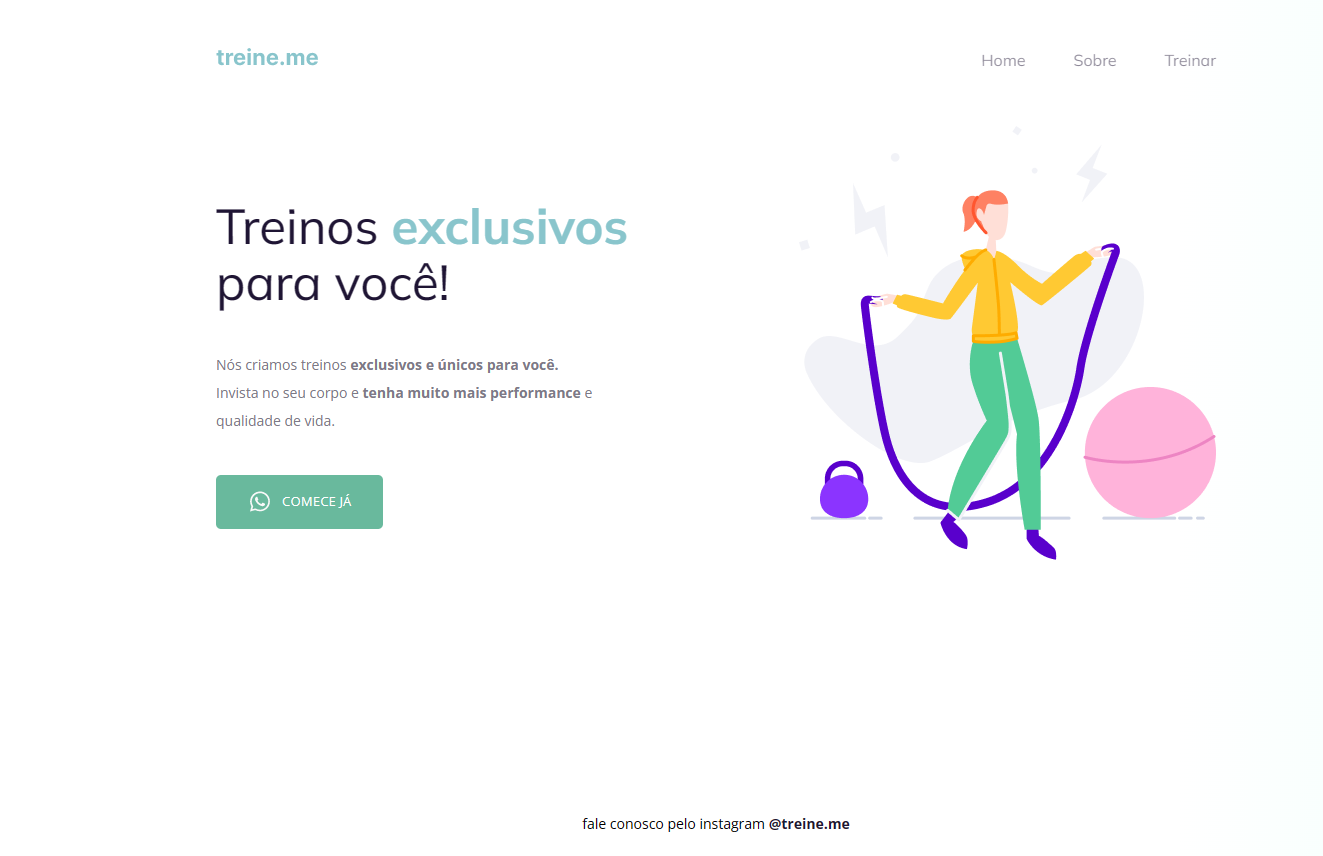 treine.me
Home Sobre Treinar
Treinos exclusivos
para você!
Nós criamos treinos exclusivos e únicos para você.
Invista no seu corpo e tenha muito mais performance e
qualidade de vida.
COMECE JÁ
fale conosco pelo instagram @treine.me